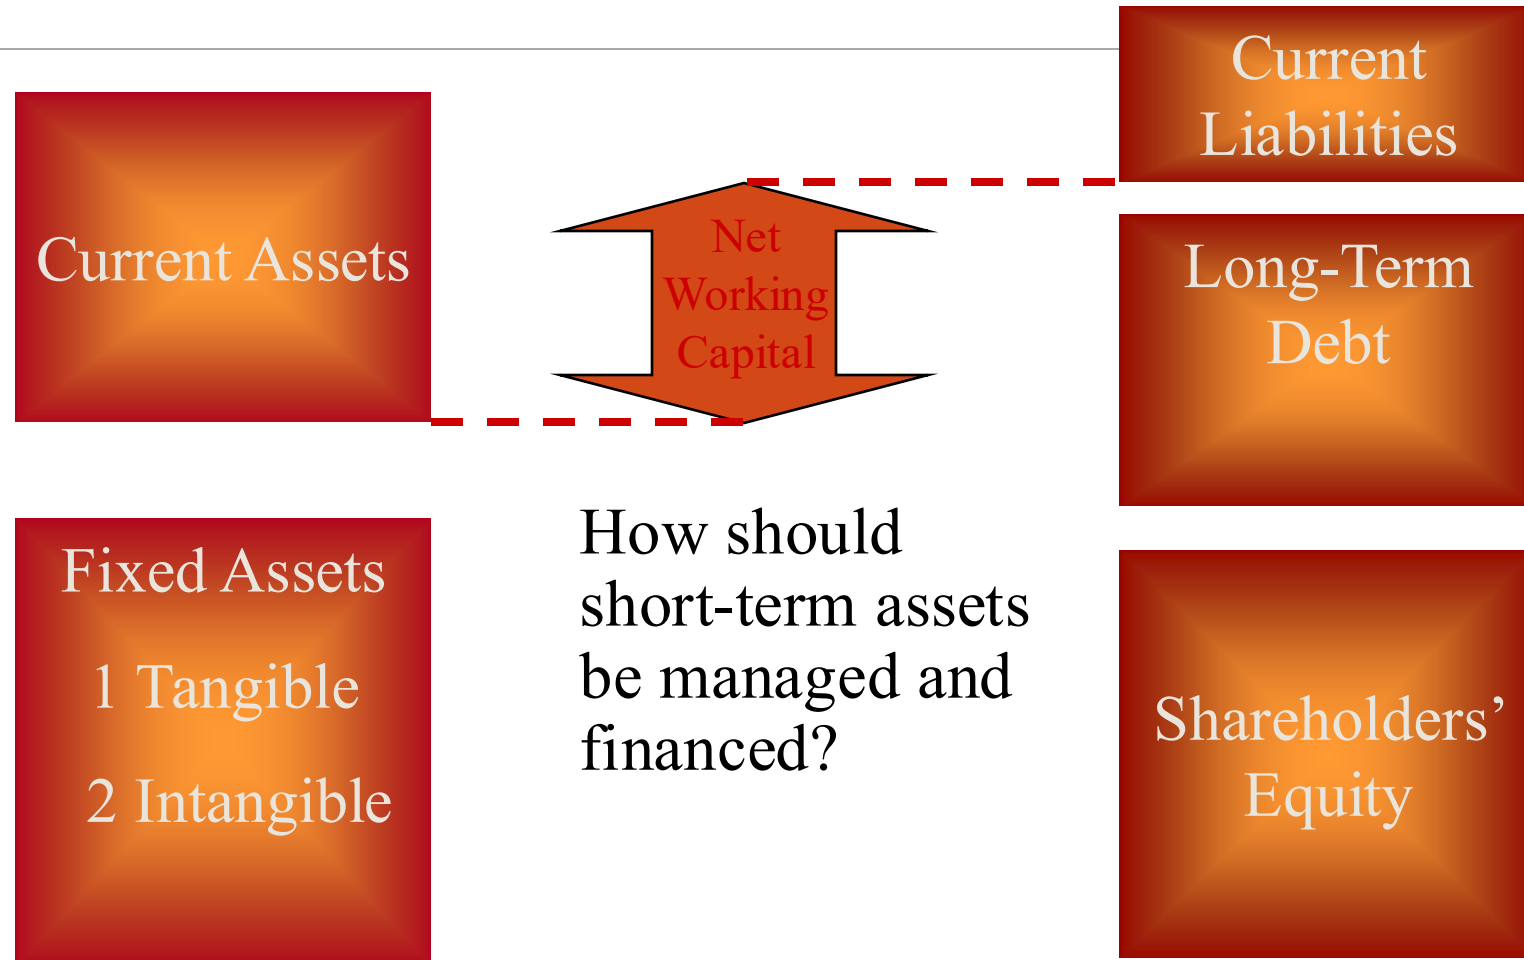 Current Assets
Fixed Assets
1 Tangible
2 Intangible
Net
Working
Capital
How should
short-term assets
be managed and
financed?
Current
Liabilities
Long-Term
Debt
Shareholders’
Equity